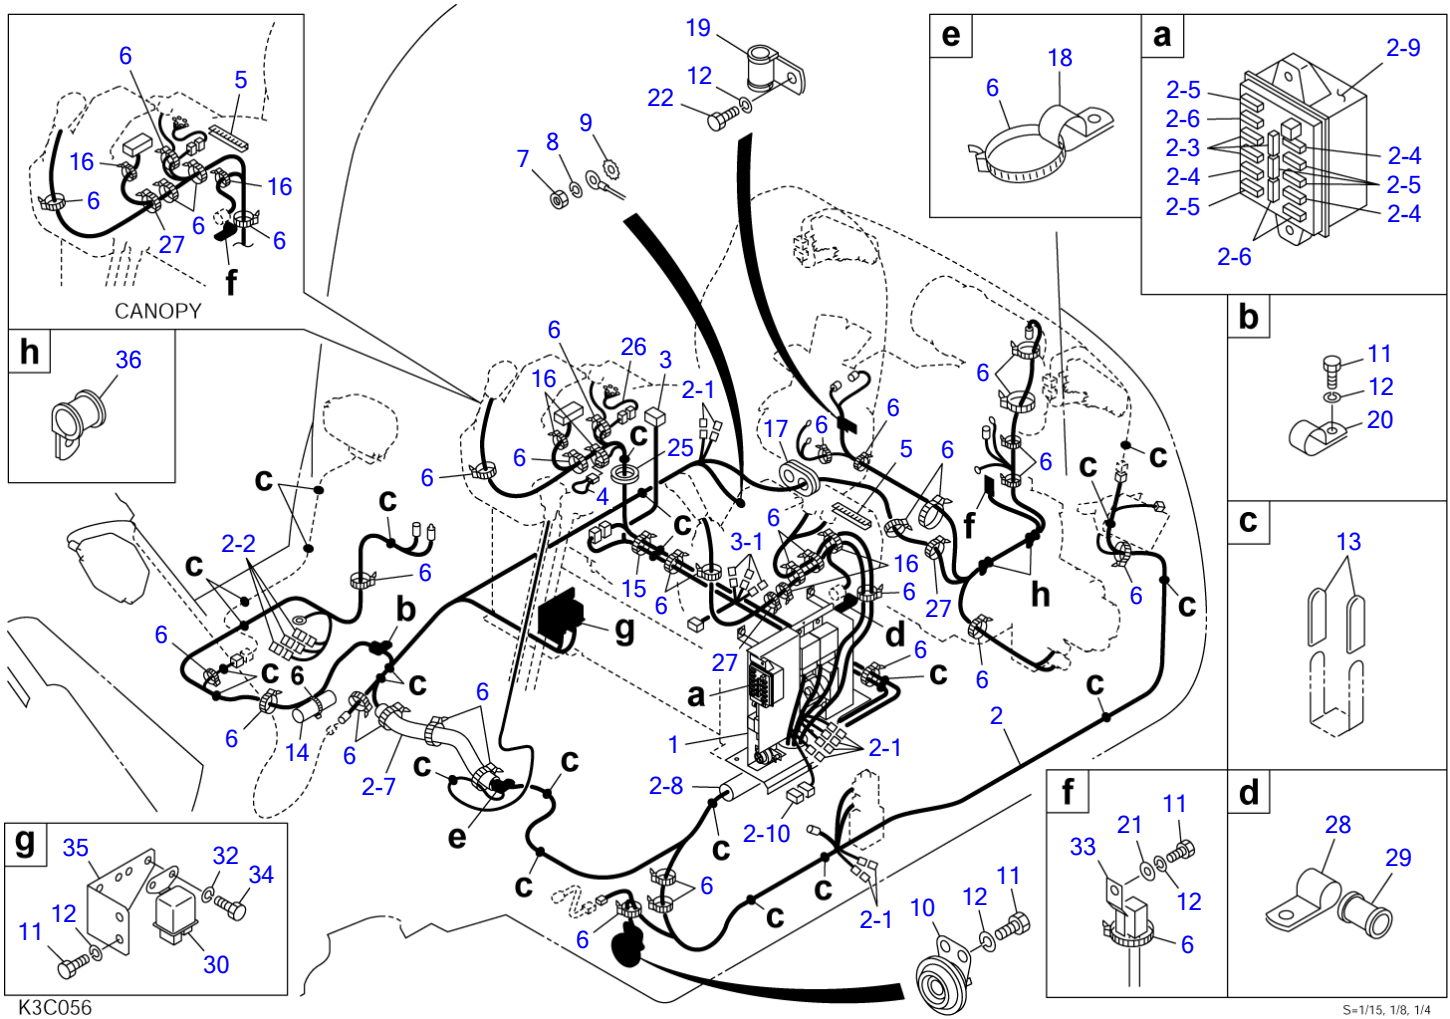 6
5
16
6
16
6
27
6
f
CANOPY
h
36
19
12
22
9
8
7
e
18
6
a
2-9
2-5
2-6
2-3
2-4
2-5
2-4
2-5
2-4
2-6
b
11
12
20
c
13
6
26
3
2-1
16
17
6
6
5
6
6
c
25
6
6
4
c
6
c
c
f
c
c
2-2
c
6
c
3-1
6
16
15
6
27
6
h
6
c
b
6
g
d
27
6
c
c
6
c
6
6
a
6
c
2
6
14
6
2-7
1
2-1
c
c
2-8
2-10
e
c
c
c
c
6
2-1
6
10
12
11
g
35
32
34
12
11
30
f
11
21
33
12
6
d
28
29
K3C056
S=1/15, 1/8, 1/4